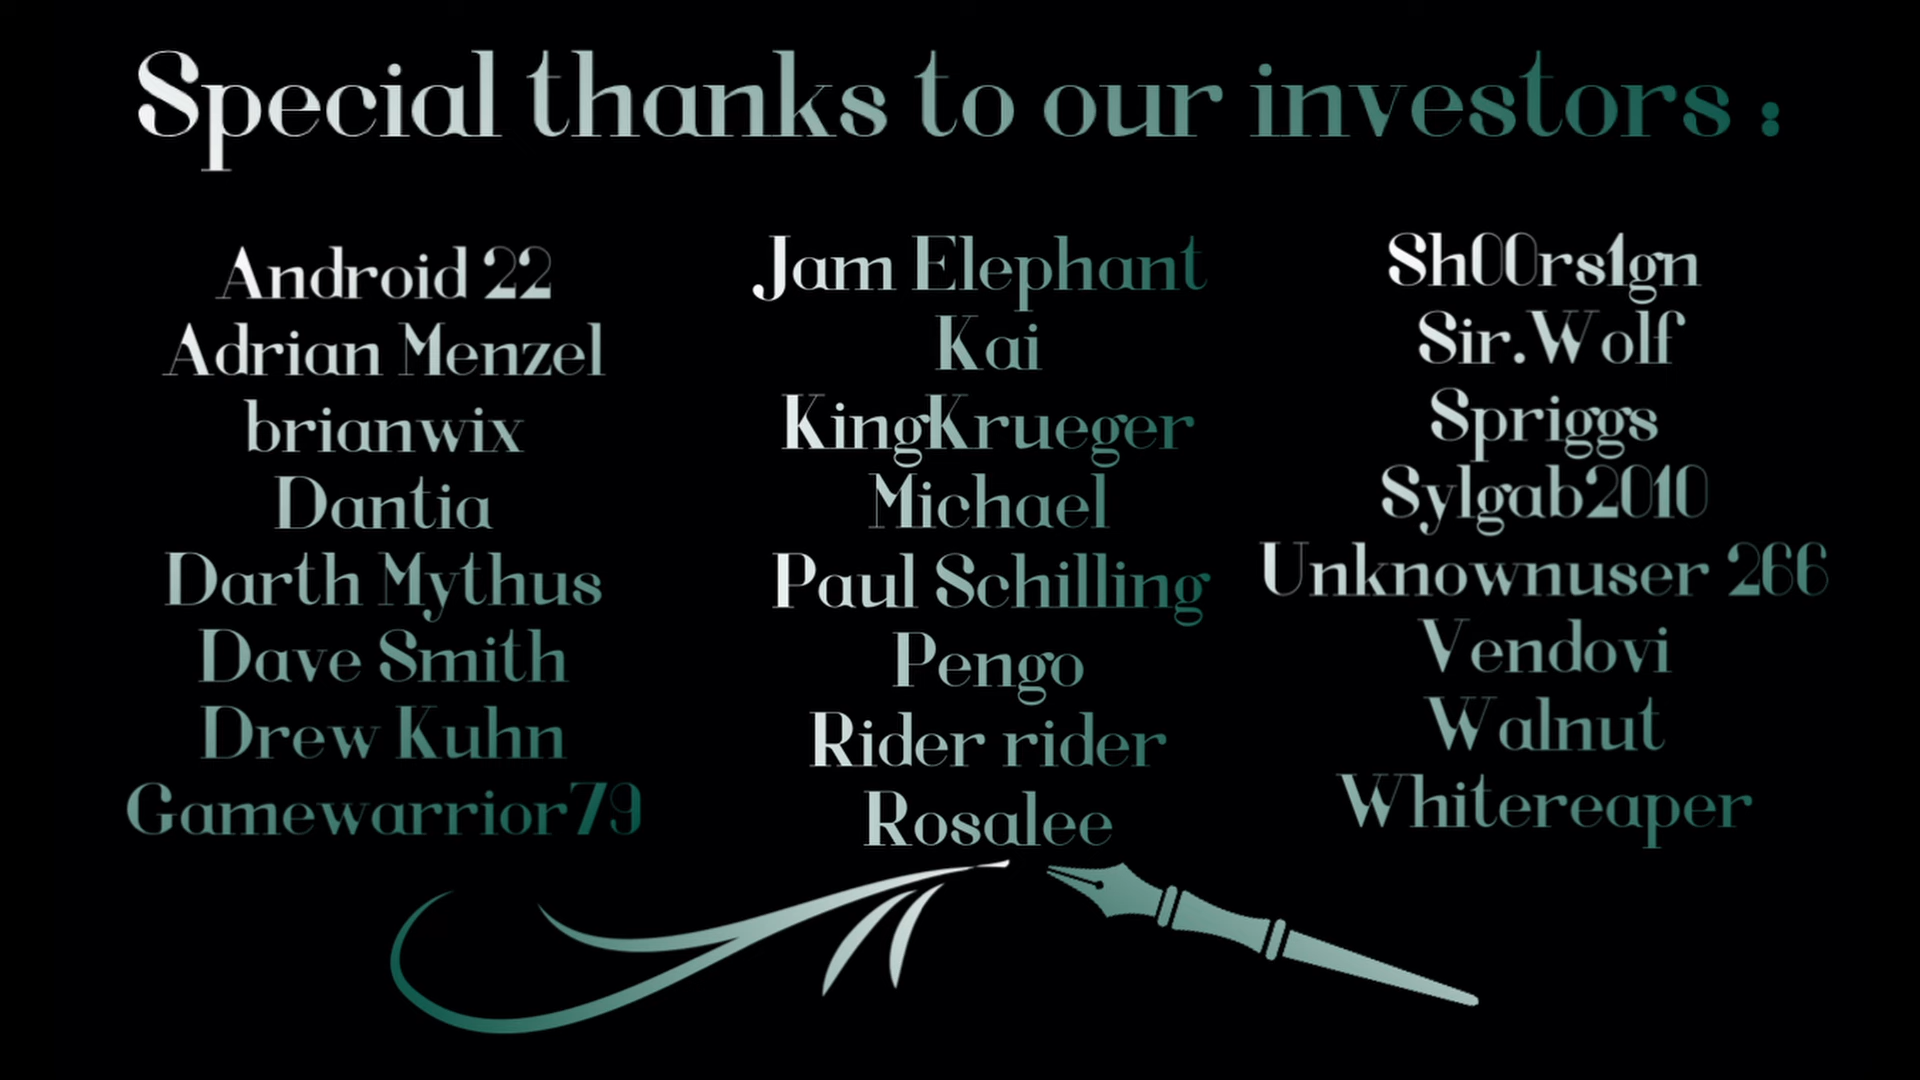 Special thanks to our investors :
Android 22
Adrian Menzel
brianwix
Dantia
Darth Mythus
Dave Smith
Drew Kuhn
Gamewarrior79
Jam Elephant
Kai
KingKrueger
Michael
Paul Schilling
Pengo
Rider rider
Rosalee
Sh00rs1gn
Sir.Wolf
Spriggs
Sylgab2010
Unknownuser 266
Vendovi
Walnut
Whitereaper